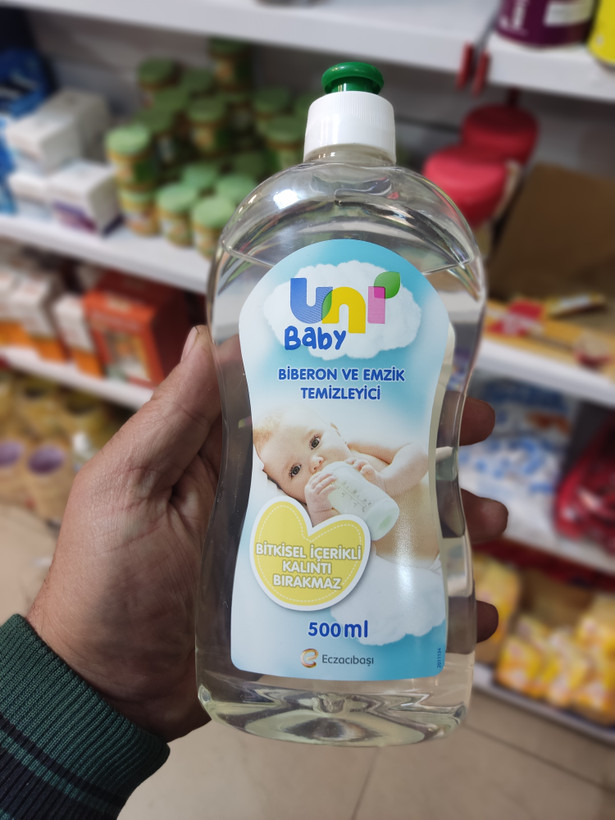 uni
Baby
BİBERON VE EMZİK
TEMİZLEYİCİ
BİTKİSEL İÇERİKLİ
KALINTI
BIRAKMAZ
500ml
Eczacıbaşı